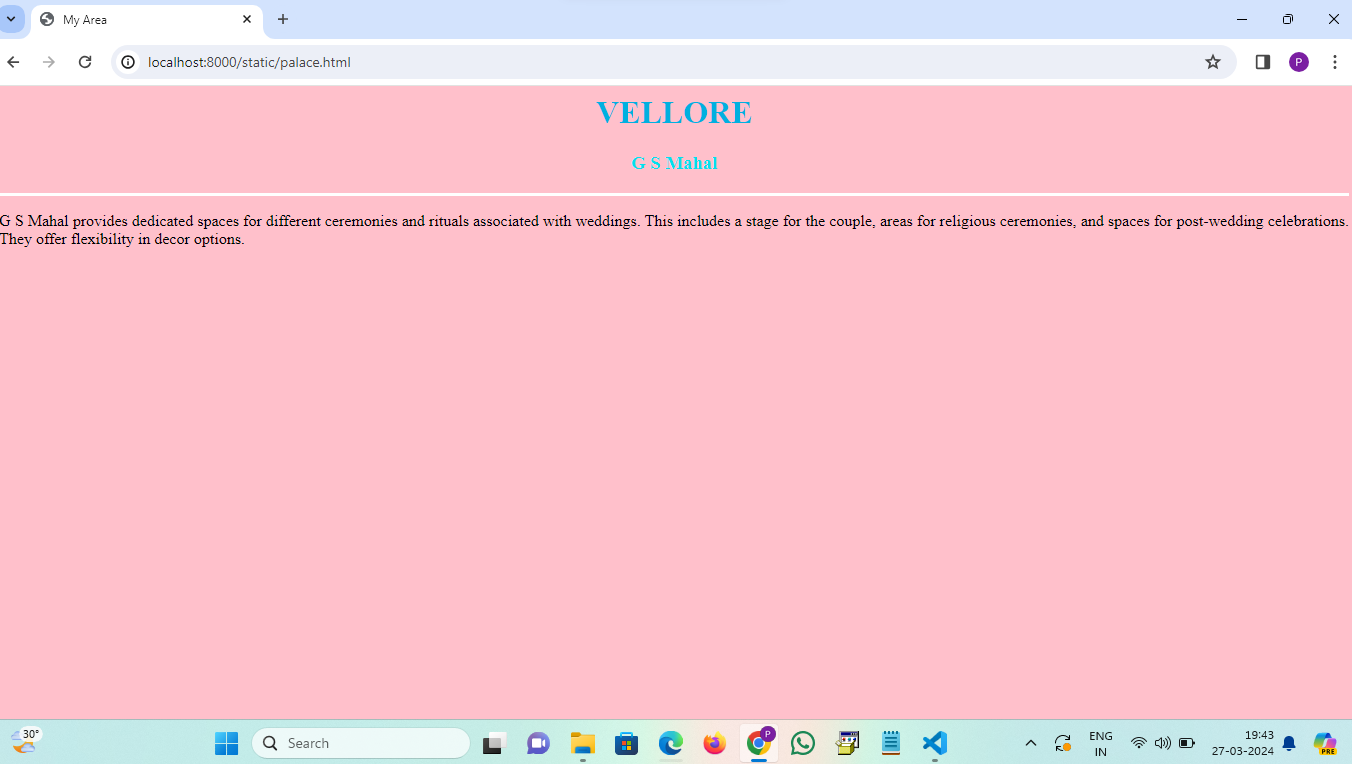 My Area
localhost:8000/static/palace.html
P
VELLORE
G S Mahal
G S Mahal provides dedicated spaces for different ceremonies and rituals associated with weddings. This includes a stage for the couple, areas for religious ceremonies, and spaces for post-wedding celebrations.
They offer flexibility in decor options.
30°
Search
P
ENG
IN
19:43
27-03-2024
PRE